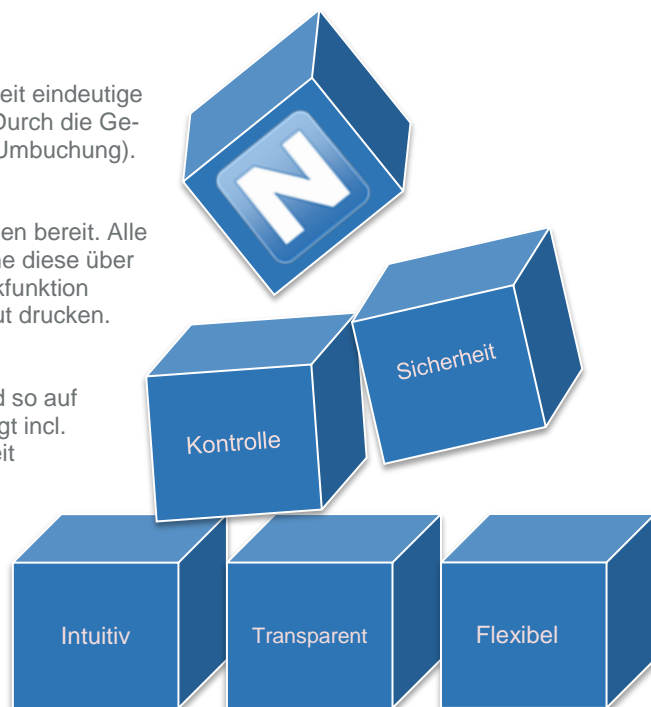 eit eindeutige
Durch die Ge-
Umbuchung).
en bereit. Alle
ne diese über
kfunktion
ut drucken.
d so auf
gt incl.
eit
N
Sicherheit
Kontrolle
Intuitiv
Transparent
Flexibel